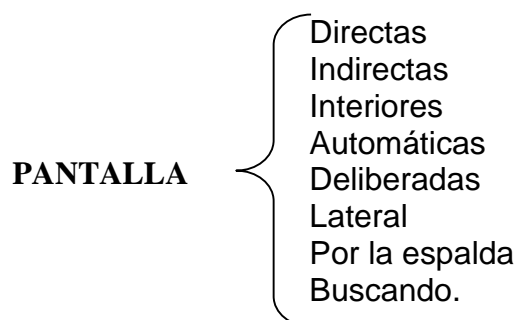 Directas
Indirectas
Interiores
Automáticas
PANTALLA
Deliberadas
Lateral
Por la espalda
Buscando.